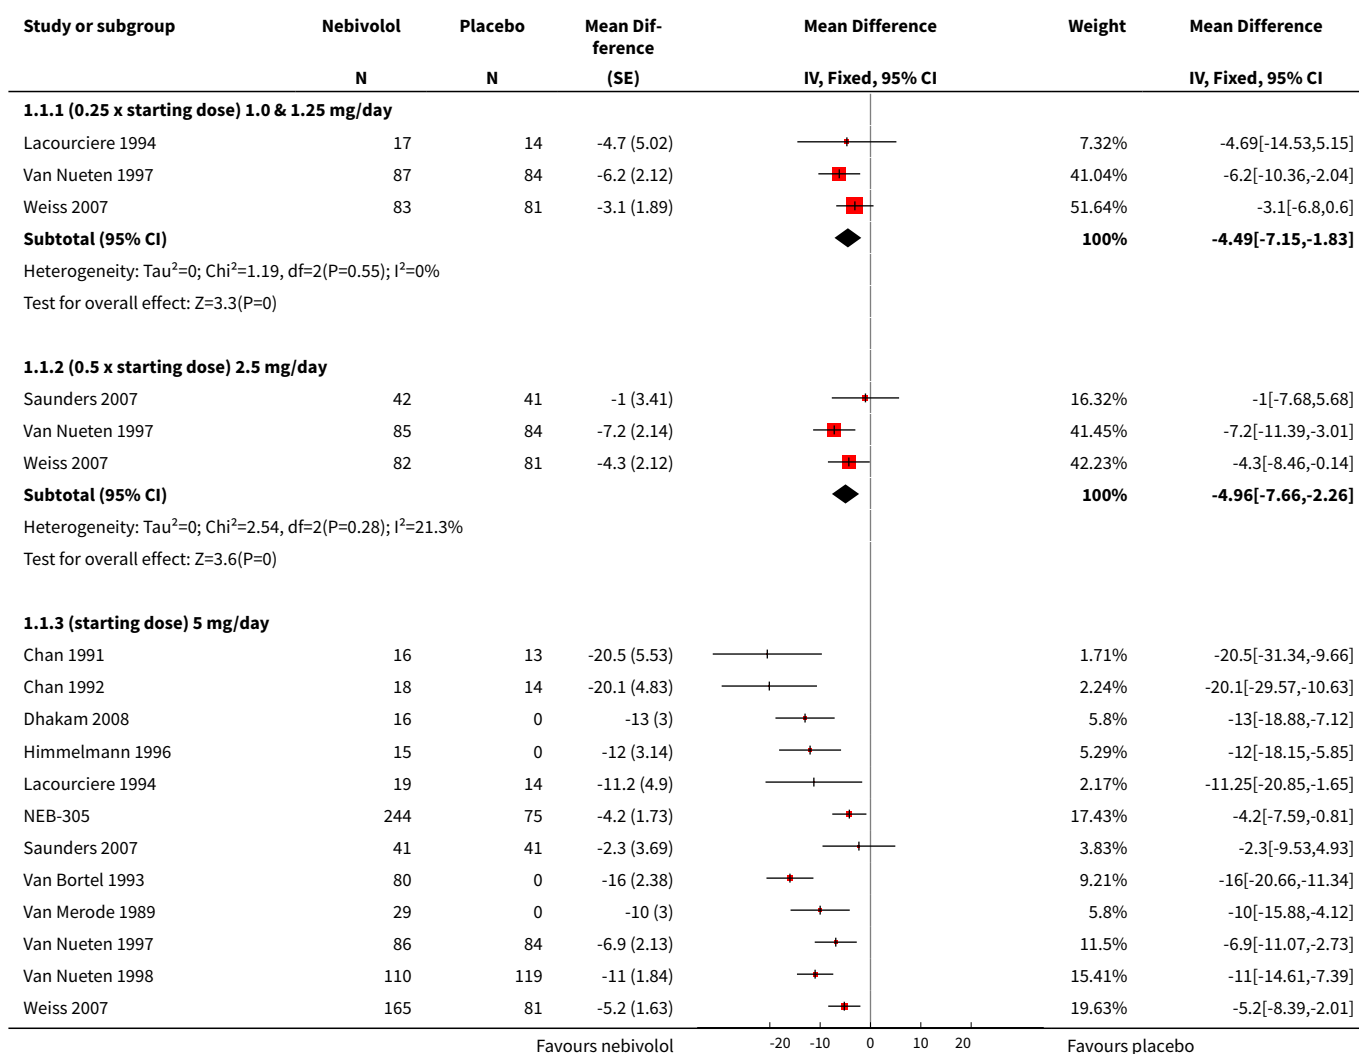 Study or subgroup Nebivolol Placebo Mean Dif- Mean Difference Weight Mean Difference
ference
N N (SE) IV, Fixed, 95% CI IV, Fixed, 95% CI
1.1.1 (0.25 x starting dose) 1.0 & 1.25 mg/day
Lacourciere 1994 17 14 -4.7 (5.02) 7.32% -4.69[-14.53,5.15]
Van Nueten 1997 87 84 -6.2 (2.12) 41.04% -6.2[-10.36,-2.04]
Weiss 2007 83 81 -3.1 (1.89) 51.64% -3.1[-6.8,0.6]
Subtotal (95% CI) 100% -4.49[-7.15,-1.83]
Heterogeneity: Tau²=0; Chi²=1.19, df=2(P=0.55); I²=0%
Test for overall effect: Z=3.3(P=0)
1.1.2 (0.5 x starting dose) 2.5 mg/day
Saunders 2007 42 41 -1 (3.41) 16.32% -1[-7.68,5.68]
Van Nueten 1997 85 84 -7.2 (2.14) 41.45% -7.2[-11.39,-3.01]
Weiss 2007 82 81 -4.3 (2.12) 42.23% -4.3[-8.46,-0.14]
Subtotal (95% CI) 100% -4.96[-7.66,-2.26]
Heterogeneity: Tau²=0; Chi²=2.54, df=2(P=0.28); I²=21.3%
Test for overall effect: Z=3.6(P=0)
1.1.3 (starting dose) 5 mg/day
Chan 1991 16 13 -20.5 (5.53) 1.71% -20.5[-31.34,-9.66]
Chan 1992 18 14 -20.1 (4.83) 2.24% -20.1[-29.57,-10.63]
Dhakam 2008 16 0 -13 (3) 5.8% -13[-18.88,-7.12]
Himmelmann 1996 15 0 -12 (3.14) 5.29% -12[-18.15,-5.85]
Lacourciere 1994 19 14 -11.2 (4.9) 2.17% -11.25[-20.85,-1.65]
NEB-305 244 75 -4.2 (1.73) 17.43% -4.2[-7.59,-0.81]
Saunders 2007 41 41 -2.3 (3.69) 3.83% -2.3[-9.53,4.93]
Van Bortel 1993 80 0 -16 (2.38) 9.21% -16[-20.66,-11.34]
Van Merode 1989 29 0 -10 (3) 5.8% -10[-15.88,-4.12]
Van Nueten 1997 86 84 -6.9 (2.13) 11.5% -6.9[-11.07,-2.73]
Van Nueten 1998 110 119 -11 (1.84) 15.41% -11[-14.61,-7.39]
Weiss 2007 165 81 -5.2 (1.63) 19.63% -5.2[-8.39,-2.01]
Favours nebivolol -20 -10 0 10 20 Favours placebo